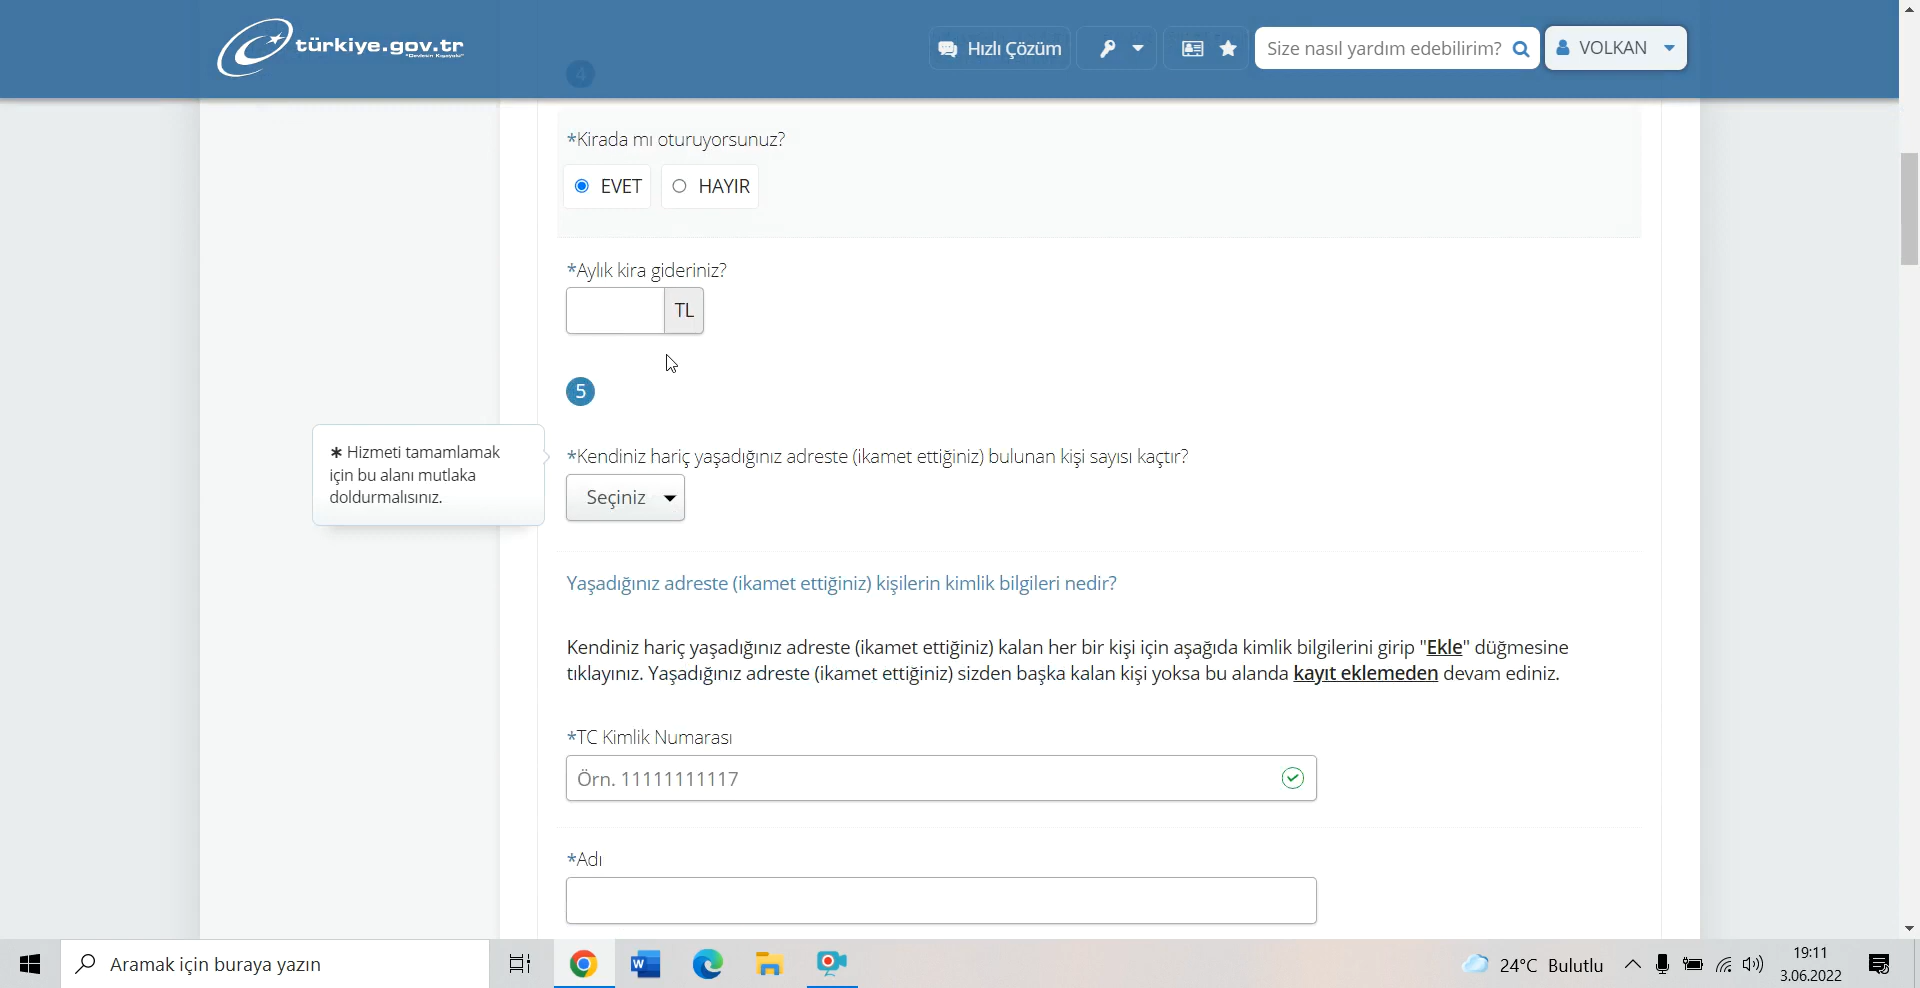 türkiye.gov.tr
Hızlı Çözüm
Size nasıl yardım edebilirim?
VOLKAN
4
*Kirada mı oturuyorsunuz?
EVET
HAYIR
*Aylık kira gideriniz?
TL
5
* Hizmeti tamamlamak
için bu alanı mutlaka
doldurmalısınız.
*Kendiniz hariç yaşadığınız adreste (ikamet ettiğiniz) bulunan kişi sayısı kaçtır?
Seçiniz
Yaşadığınız adreste (ikamet ettiğiniz) kişilerin kimlik bilgileri nedir?
Kendiniz hariç yaşadığınız adreste (ikamet ettiğiniz) kalan her bir kişi için aşağıda kimlik bilgilerini girip "Ekle" düğmesine
tıklayınız. Yaşadığınız adreste (ikamet ettiğiniz) sizden başka kalan kişi yoksa bu alanda kayıt eklemeden devam ediniz.
*TC Kimlik Numarası
Örn. 11111111117
*Adı
Aramak için buraya yazın
24°C Bulutlu
19:11
3.06.2022